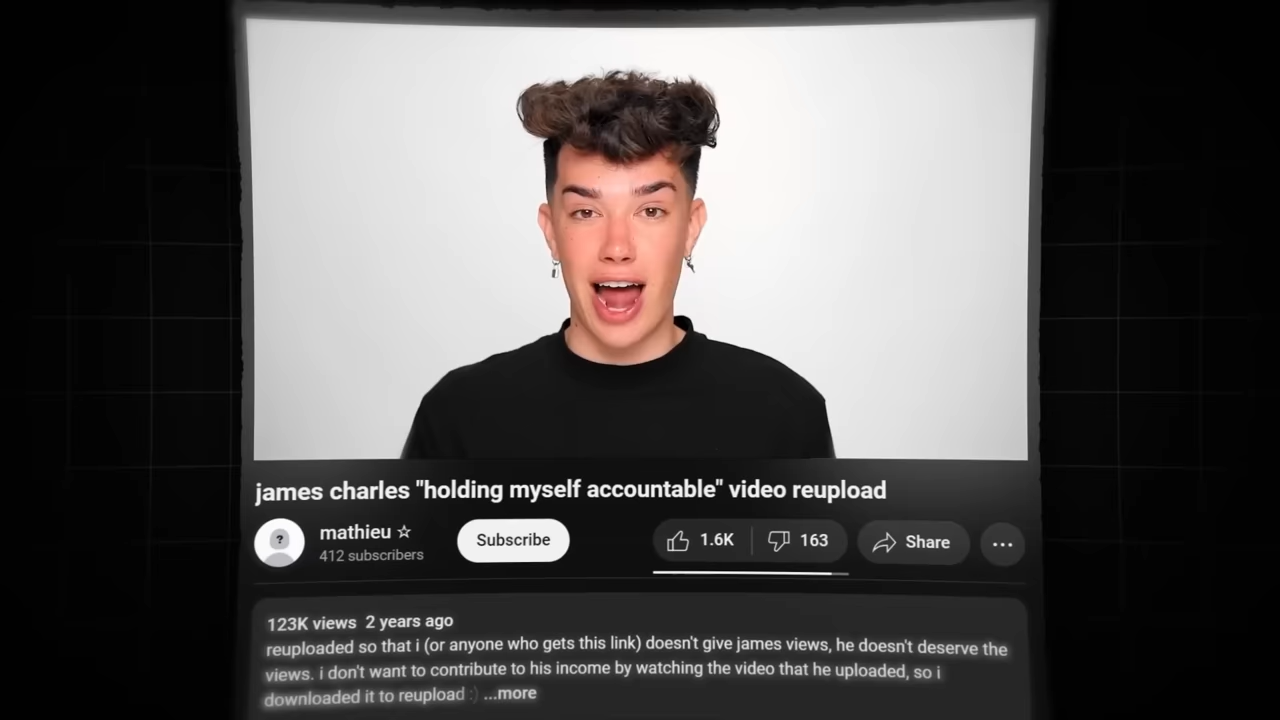 james charles "holding myself accountable" video reupload
mathieu ☆
412 subscribers
Subscribe
1.6K
163
Share
123K views 2 years ago
reuploaded so that i (or anyone who gets this link) doesn't give james views, he doesn't deserve the
views. i don't want to contribute to his income by watching the video that he uploaded, so i
downloaded it to reupload :) ...more